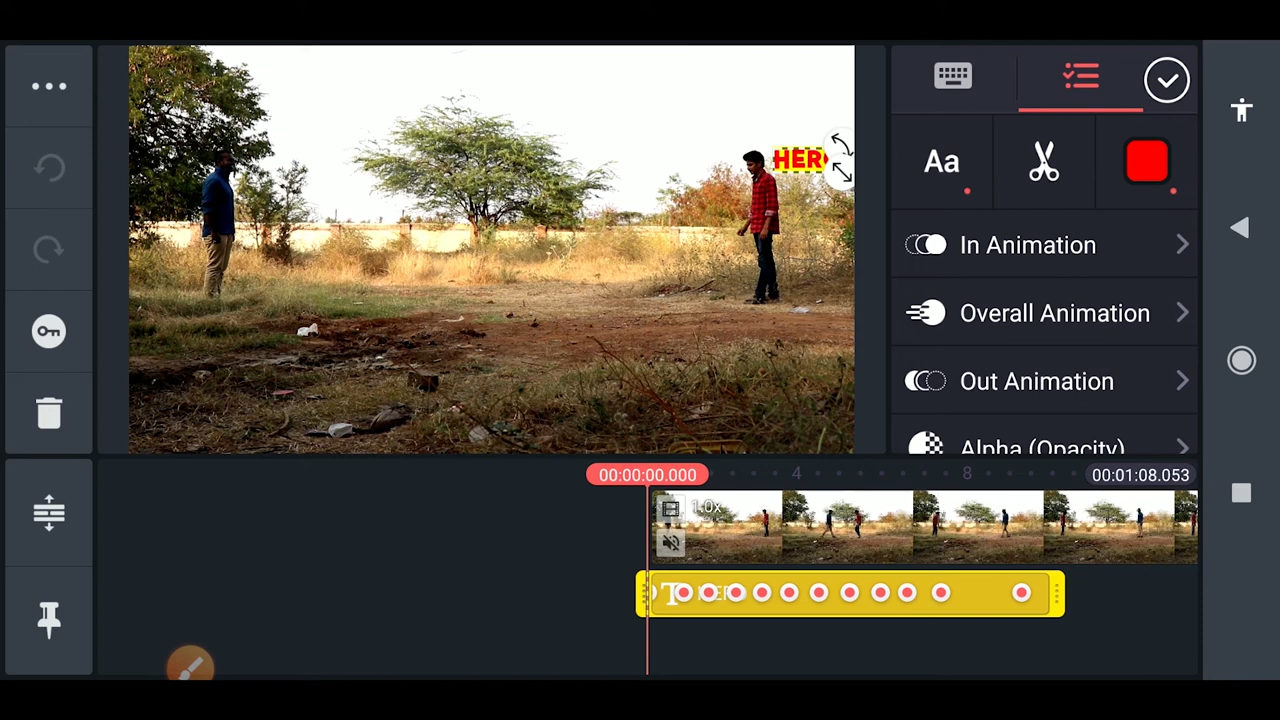 HER
Aa
In Animation
Overall Animation
Out Animation
Alpha (Opacity)
00:00:00.000
4
8
00:01:08.053
1.0x
T